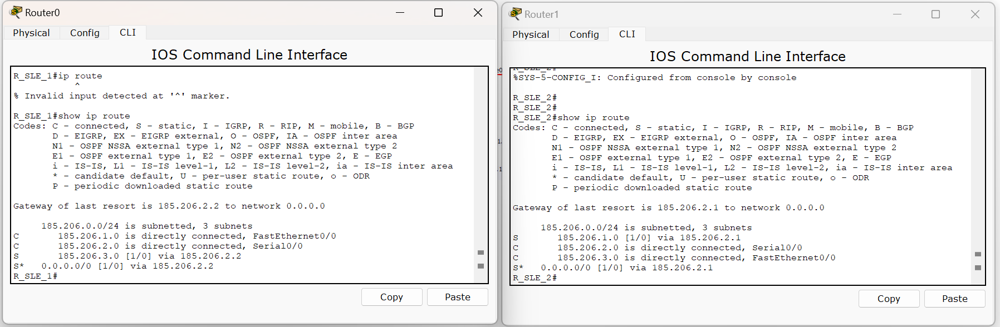 Router0
Physical Config CLI
IOS Command Line Interface
R_SLE_1#ip route
^
% Invalid input detected at '^' marker.
R_SLE_1#show ip route
Codes: C - connected, S - static, I - IGRP, R - RIP, M - mobile, B - BGP
D - EIGRP, EX - EIGRP external, O - OSPF, IA - OSPF inter area
N1 - OSPF NSSA external type 1, N2 - OSPF NSSA external type 2
E1 - OSPF external type 1, E2 - OSPF external type 2, E - EGP
i - IS-IS, L1 - IS-IS level-1, L2 - IS-IS level-2, ia - IS-IS inter area
* - candidate default, U - per-user static route, o - ODR
P - periodic downloaded static route
Gateway of last resort is 185.206.2.2 to network 0.0.0.0
185.206.0.0/24 is subnetted, 3 subnets
C 185.206.1.0 is directly connected, FastEthernet0/0
C 185.206.2.0 is directly connected, Serial0/0
S 185.206.3.0 [1/0] via 185.206.2.2
S* 0.0.0.0/0 [1/0] via 185.206.2.2
R_SLE_1#
Copy Paste
Router1
Physical Config CLI
IOS Command Line Interface
R_SLE_2#
%SYS-5-CONFIG_I: Configured from console by console
R_SLE_2#
R_SLE_2#
R_SLE_2#show ip route
Codes: C - connected, S - static, I - IGRP, R - RIP, M - mobile, B - BGP
D - EIGRP, EX - EIGRP external, O - OSPF, IA - OSPF inter area
N1 - OSPF NSSA external type 1, N2 - OSPF NSSA external type 2
E1 - OSPF external type 1, E2 - OSPF external type 2, E - EGP
i - IS-IS, L1 - IS-IS level-1, L2 - IS-IS level-2, ia - IS-IS inter area
* - candidate default, U - per-user static route, o - ODR
P - periodic downloaded static route
Gateway of last resort is 185.206.2.1 to network 0.0.0.0
185.206.0.0/24 is subnetted, 3 subnets
S 185.206.1.0 [1/0] via 185.206.2.1
C 185.206.2.0 is directly connected, Serial0/0
C 185.206.3.0 is directly connected, FastEthernet0/0
S* 0.0.0.0/0 [1/0] via 185.206.2.1
R_SLE_2#
Copy Paste